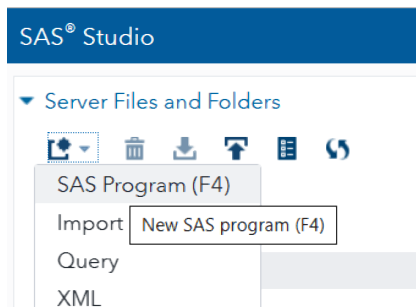 SAS® Studio
Server Files and Folders
SAS Program (F4)
Import
New SAS program (F4)
Query
XML